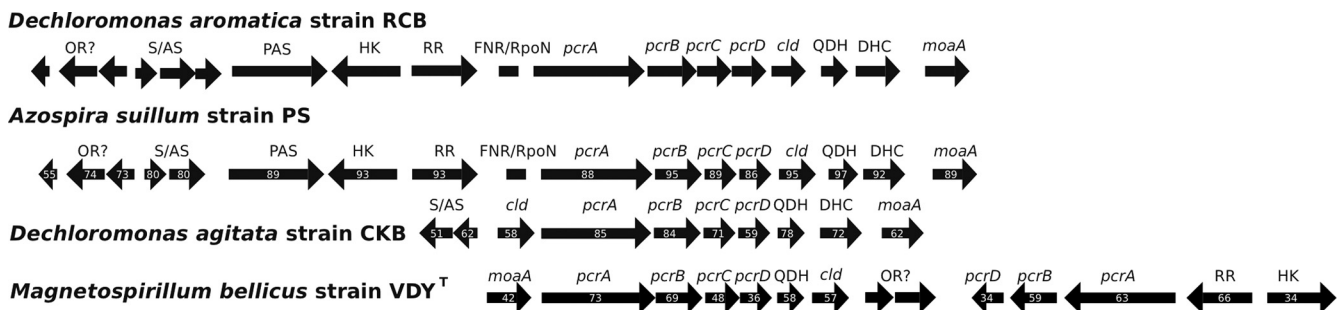 Dechloromonas aromatica strain RCB
OR? S/AS PAS HK RR FNR/RpoN pcrA pcrB pcrC pcrD cld QDH DHC moaA
Azospira suillum strain PS
OR? S/AS PAS HK RR FNR/RpoN pcrA pcrB pcrC pcrD cld QDH DHC moaA
55 74 73 80 80 89 93 93 88 95 89 86 95 97 92 89
S/AS cld pcrA pcrB pcrC pcrD QDH DHC moaA
Dechloromonas agitata strain CKB 51 62 58 85 84 71 59 78 72 62
moaA pcrA pcrB pcrC pcrD QDH cld OR? pcrD pcrB pcrA RR HK
Magnetospirillum bellicus strain VDY T 42 73 69 48 36 58 57 34 59 63 66 34